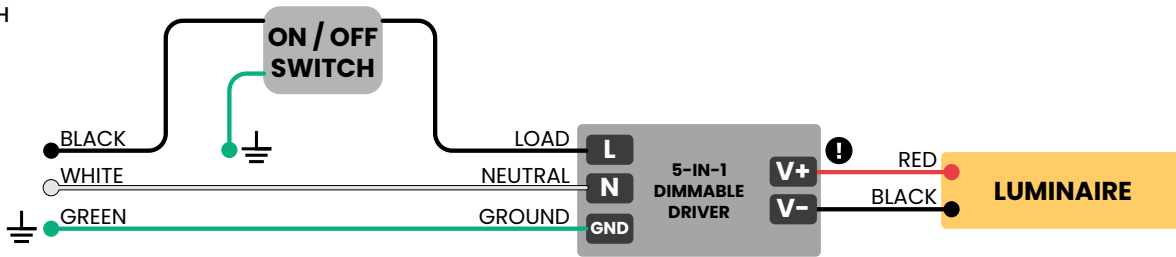 H
ON / OFF
SWITCH
BLACK
LOAD
WHITE
NEUTRAL
GREEN
GROUND
L
N
GND
5-IN-1
DIMMABLE
DRIVER
V+
V–
!
RED
BLACK
LUMINAIRE